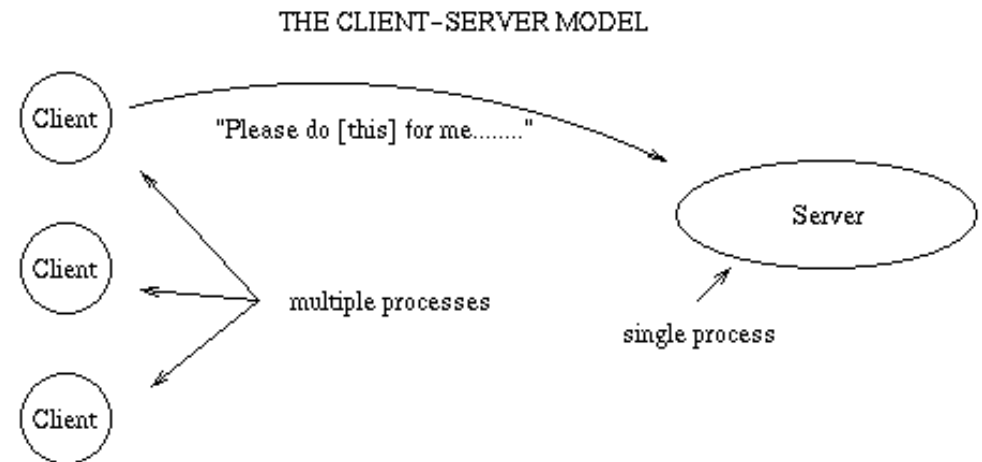 THE CLIENT-SERVER MODEL
Client
"Please do [this] for me........"
Server
Client
multiple processes
single process
Client